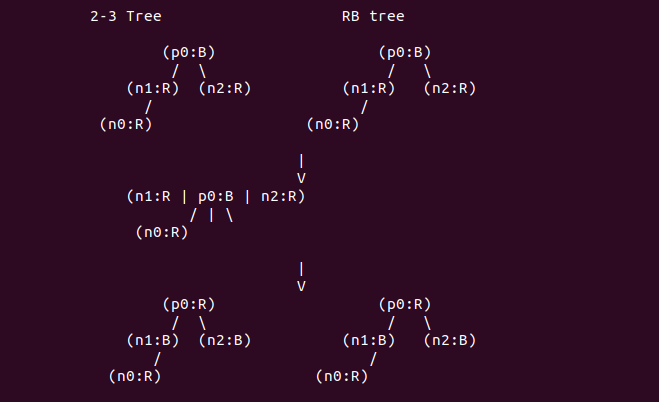 2-3 Tree                    RB tree
        (p0:B)                  (p0:B)
         /  \                    /   \
    (n1:R)  (n2:R)          (n1:R)   (n2:R)
      /                       /
 (n0:R)                 (n0:R)
                       |
                       V
    (n1:R | p0:B | n2:R)
           / | \
     (n0:R)
                       |
                       V
        (p0:R)                  (p0:R)
         /  \                    /   \
    (n1:B)  (n2:B)          (n1:B)   (n2:B)
       /                       /
  (n0:R)                 (n0:R)